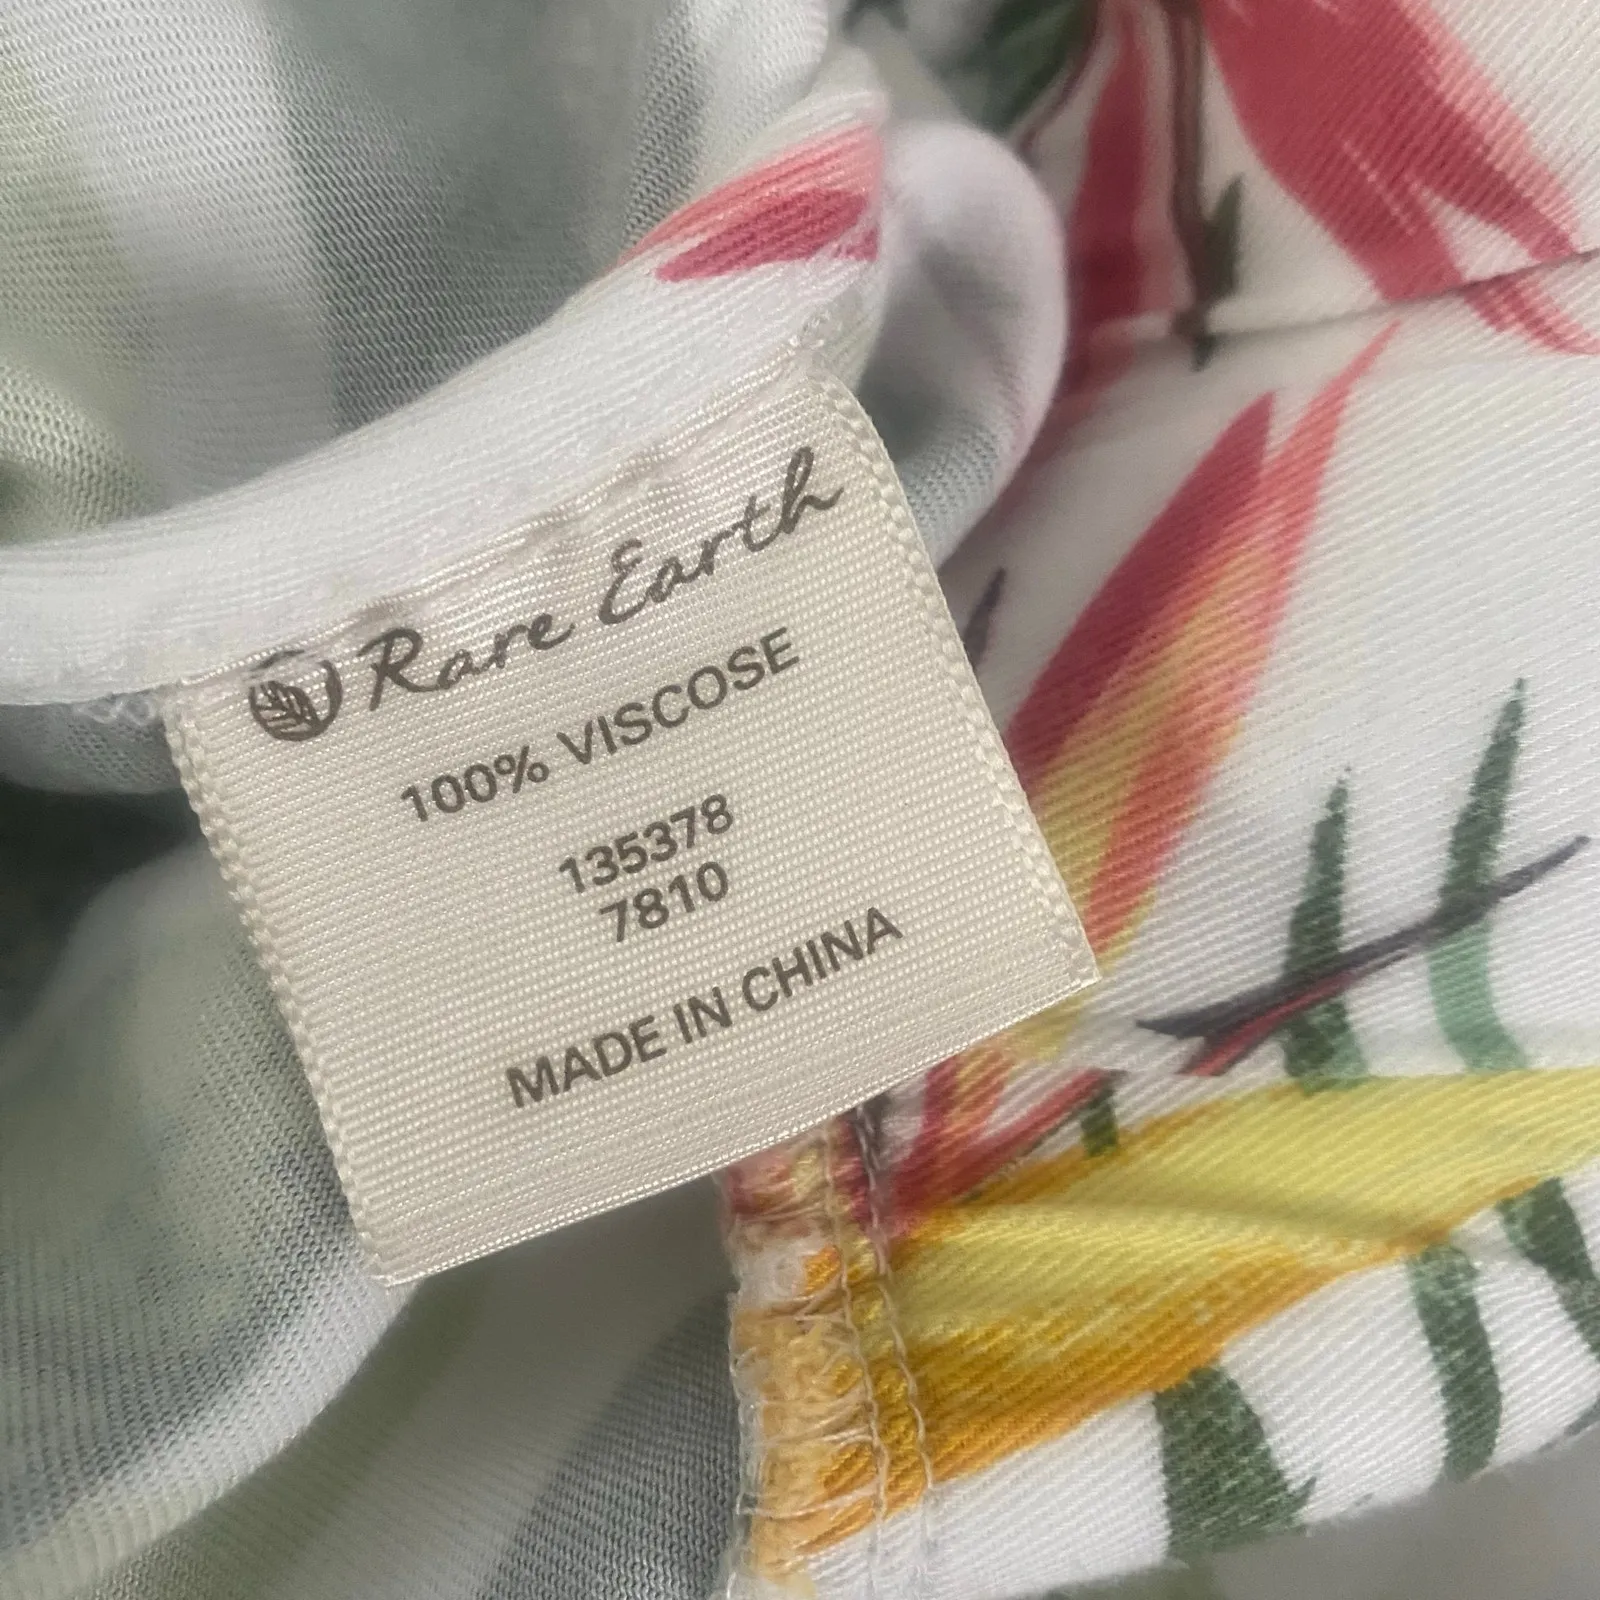 Rare Earth
100% VISCOSE
135378
7810
MADE IN CHINA